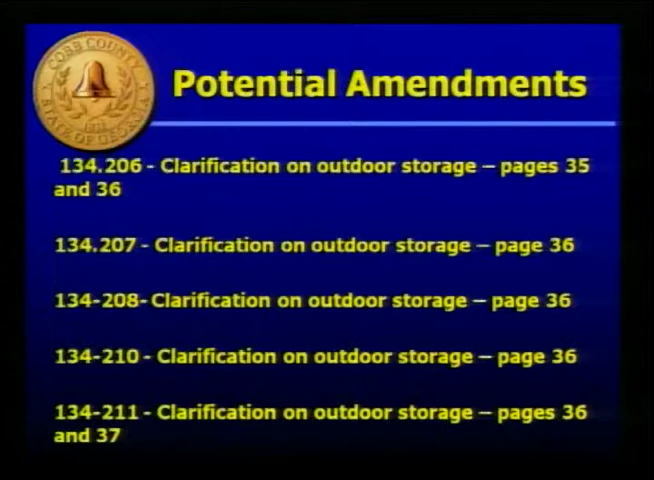 COBB COUNTY
STATE OF GEORGIA
Potential Amendments
134.206 - Clarification on outdoor storage – pages 35
and 36
134.207 - Clarification on outdoor storage – page 36
134-208- Clarification on outdoor storage – page 36
134-210 - Clarification on outdoor storage – page 36
134-211 - Clarification on outdoor storage – pages 36
and 37